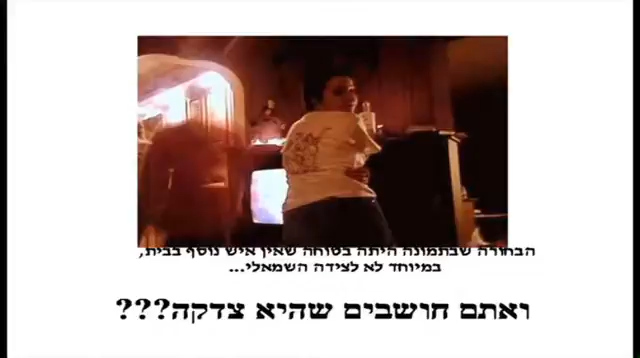 הבחורה שבתמונה היתה בטוחה שאין איש נוסף בבית,
במיוחד לא לצידה השמאלי...
ואתם חושבים שהיא צדקה???